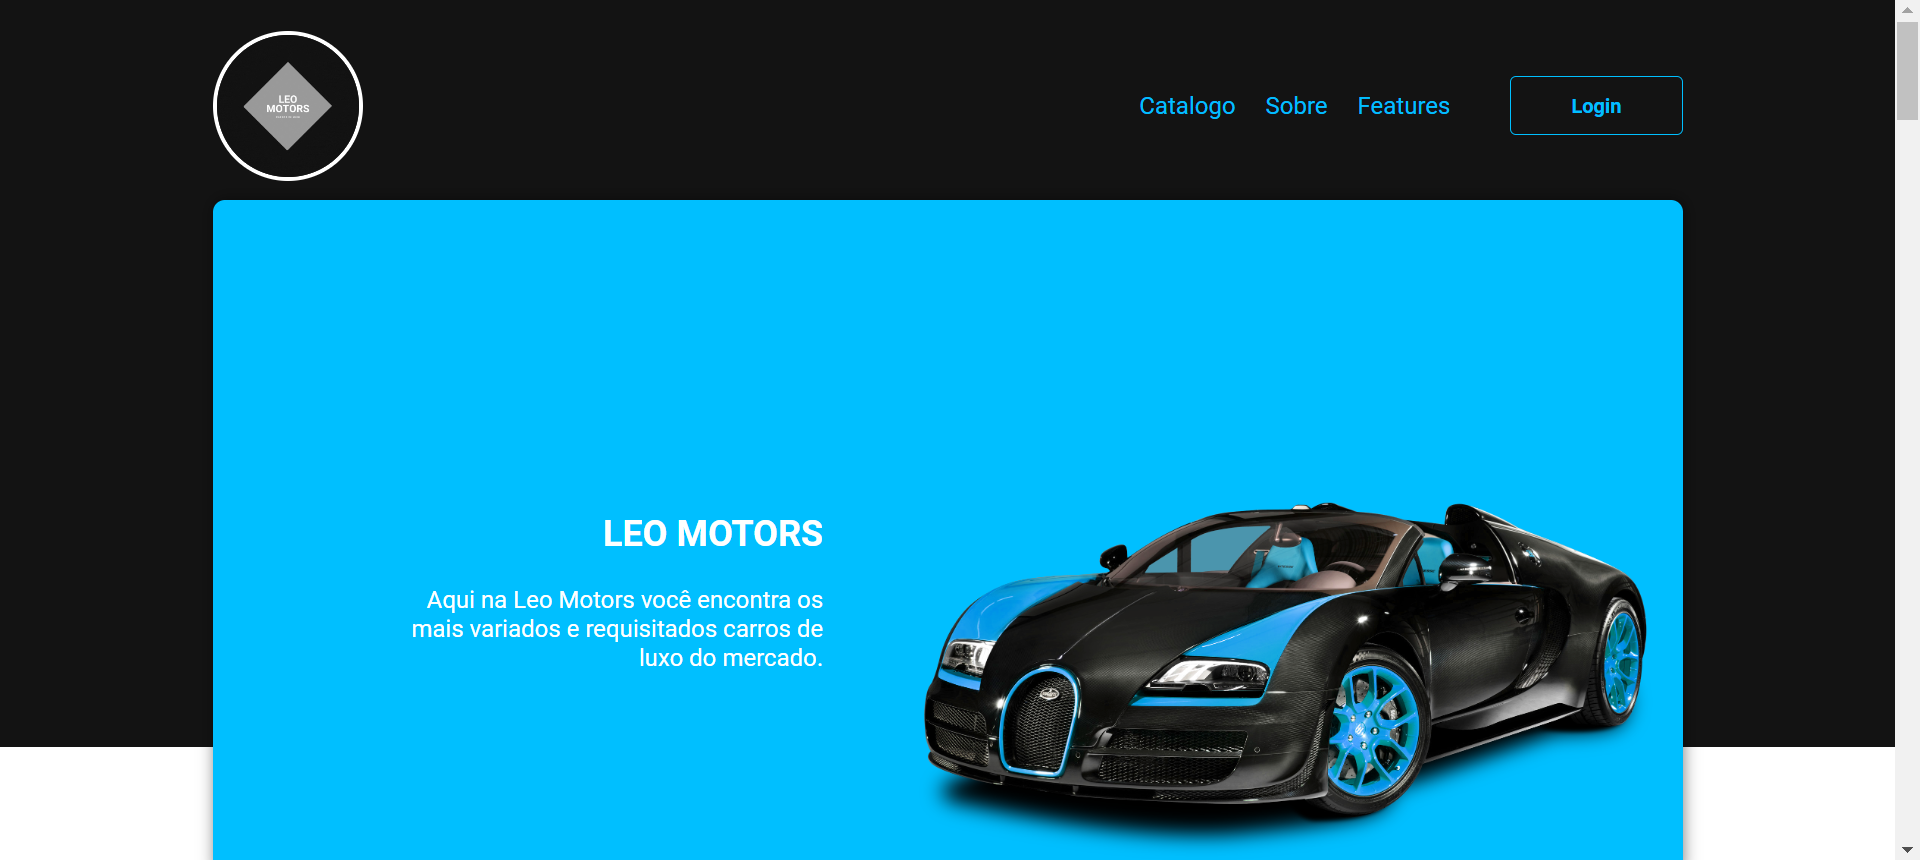 LEO
MOTORS
Catalogo
Sobre
Features
Login
LEO MOTORS
Aqui na Leo Motors você encontra os
mais variados e requisitados carros de
luxo do mercado.